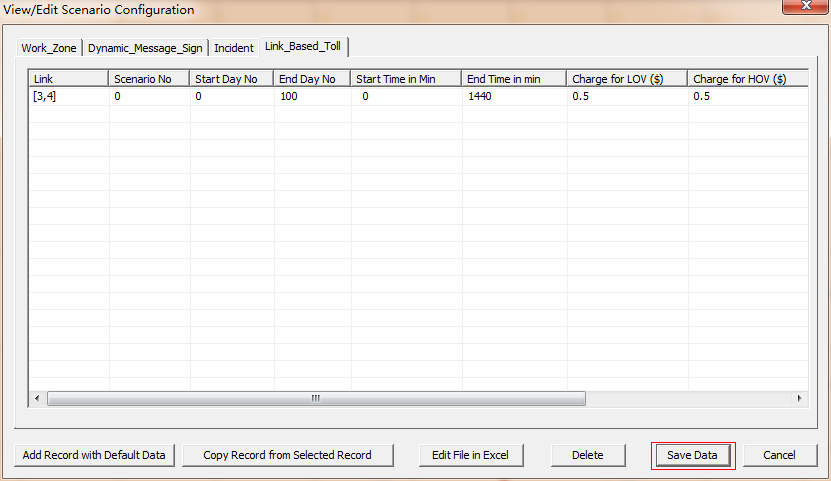 View/Edit Scenario Configuration
Work_Zone Dynamic_Message_Sign Incident Link_Based_Toll
Link Scenario No Start Day No End Day No Start Time in Min End Time in min Charge for LOV ($) Charge for HOV ($)
[3,4] 0 0 100 0 1440 0.5 0.5
Add Record with Default Data Copy Record from Selected Record Edit File in Excel Delete Save Data Cancel